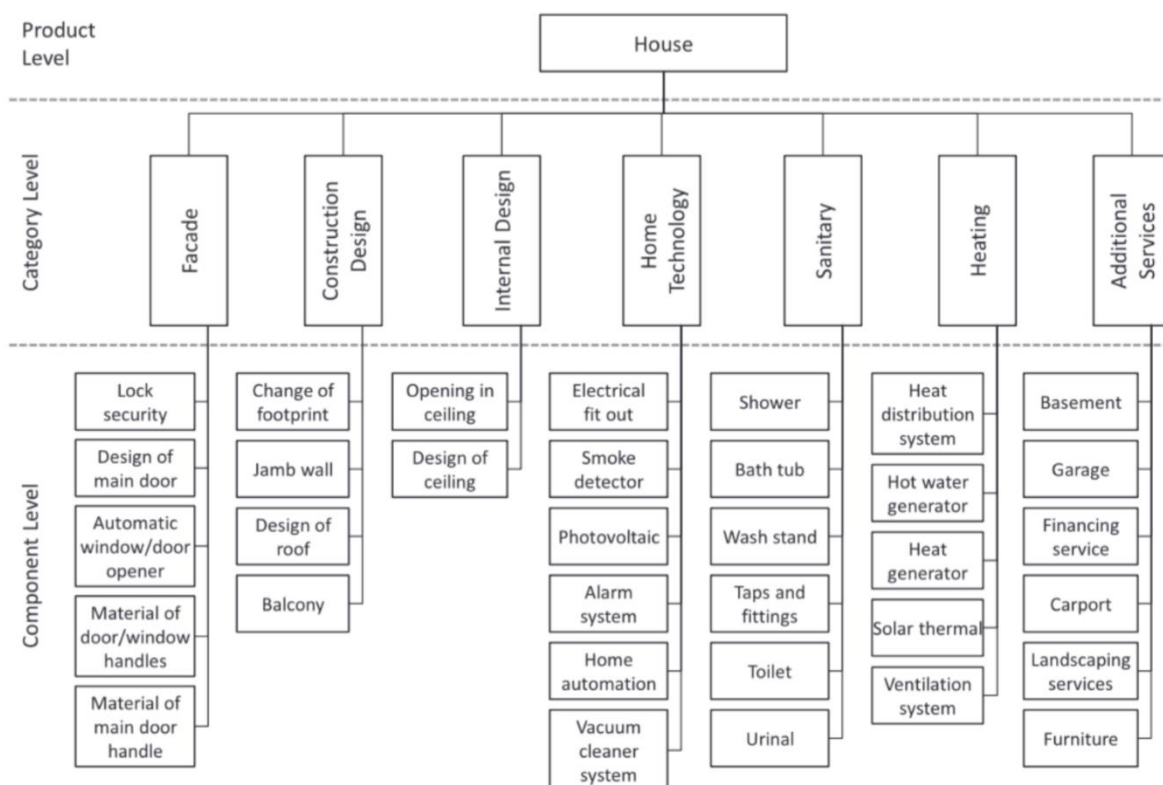 Product
Level
House
Category Level
Facade
Construction
Design
Internal Design
Home
Technology
Sanitary
Heating
Additional
Services
Component Level
Lock
security
Design of
main door
Automatic
window/door
opener
Material of
door/window
handles
Material of
main door
handle
Change of
footprint
Jamb wall
Design of
roof
Balcony
Opening in
ceiling
Design of
ceiling
Electrical
fit out
Smoke
detector
Photovoltaic
Alarm
system
Home
automation
Vacuum
cleaner
system
Shower
Bath tub
Wash stand
Taps and
fittings
Toilet
Urinal
Heat
distribution
system
Hot water
generator
Heat
generator
Solar thermal
Ventilation
system
Basement
Garage
Financing
service
Carport
Landscaping
services
Furniture